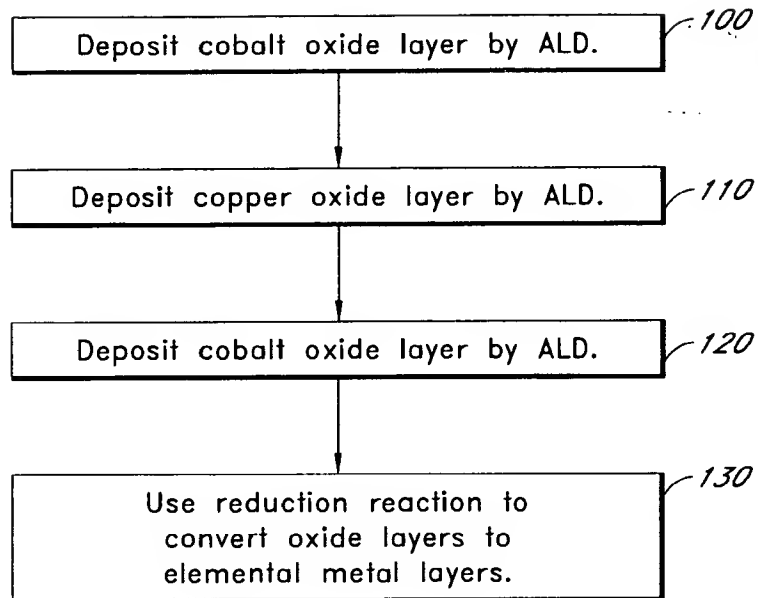 Deposit cobalt oxide layer by ALD.
100
Deposit copper oxide layer by ALD.
110
Deposit cobalt oxide layer by ALD.
120
Use reduction reaction to
convert oxide layers to
elemental metal layers.
130